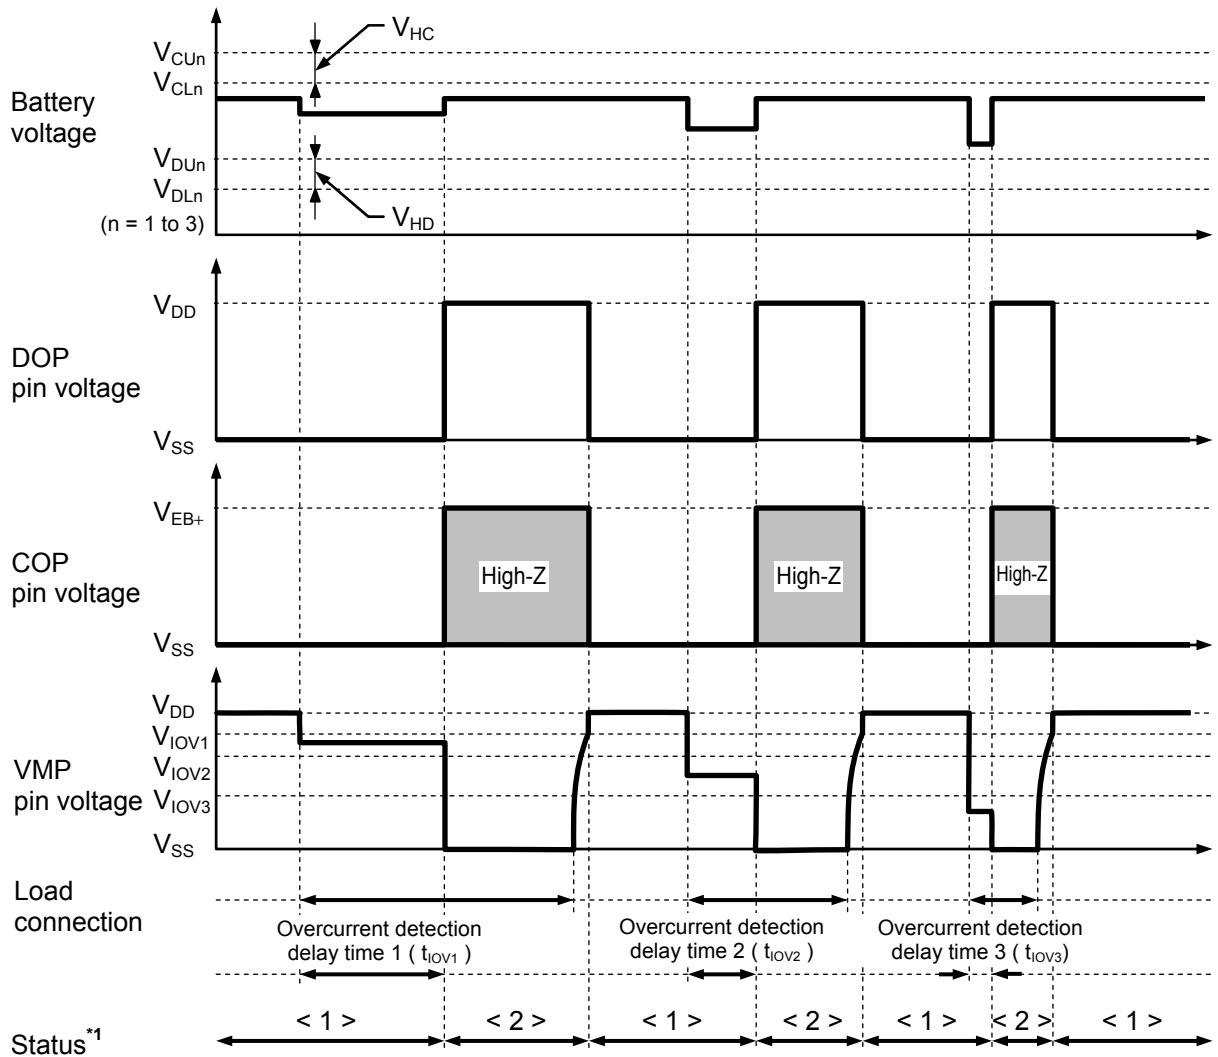 V_HC
V_CUn
V_CLn
Battery
voltage
V_DUn
V_DLn
(n = 1 to 3)
V_HD
V_DD
DOP
pin voltage
V_SS
V_EB+
COP
pin voltage
High-Z
High-Z
High-Z
V_SS
V_DD
V_IOV1
V_IOV2
VMP
pin voltage
V_IOV3
V_SS
Load
connection
Overcurrent detection
delay time 1 ( t_IOV1 )
Overcurrent detection
delay time 2 ( t_IOV2 )
Overcurrent detection
delay time 3 ( t_IOV3)
Status*1
< 1 >
< 2 >
< 1 >
< 2 >
< 1 >
< 2 >
< 1 >